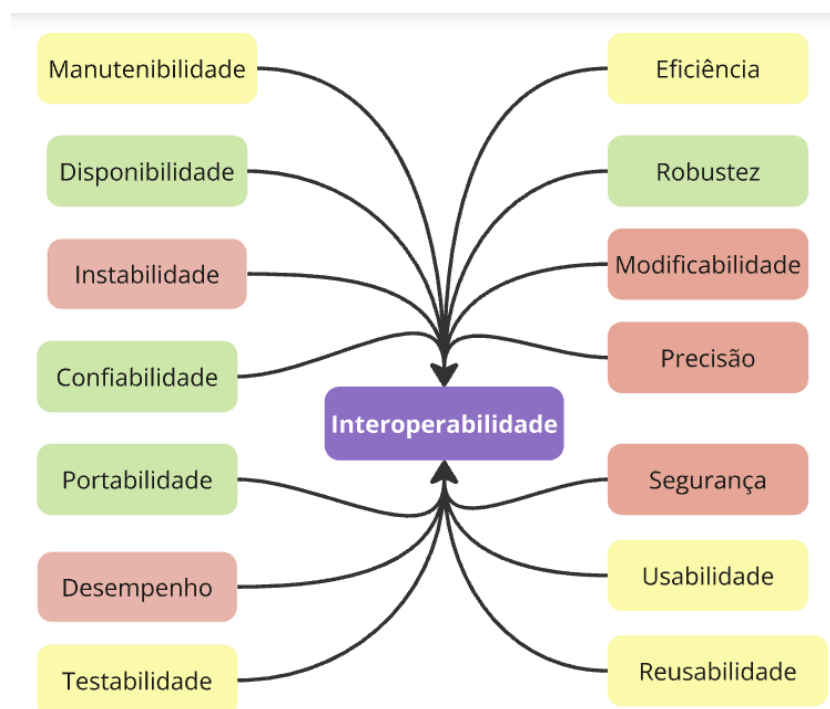 Manutenibilidade
Disponibilidade
Instabilidade
Confiabilidade
Portabilidade
Desempenho
Testabilidade
Interoperabilidade
Eficiência
Robustez
Modificabilidade
Precisão
Segurança
Usabilidade
Reusabilidade